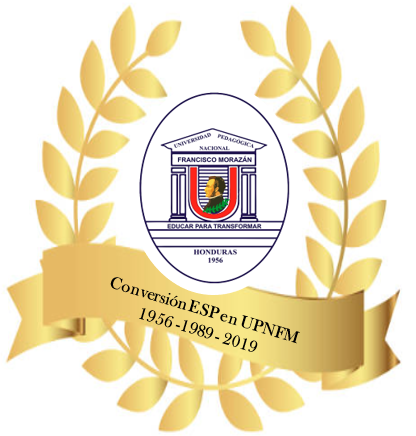 UNIVERSIDAD PEDAGÓGICA
NACIONAL
FRANCISCO MORAZÁN
EDUCAR PARA TRANSFORMAR
HONDURAS
1956
Conversión ESP en UPNFM
1956 -1989 - 2019